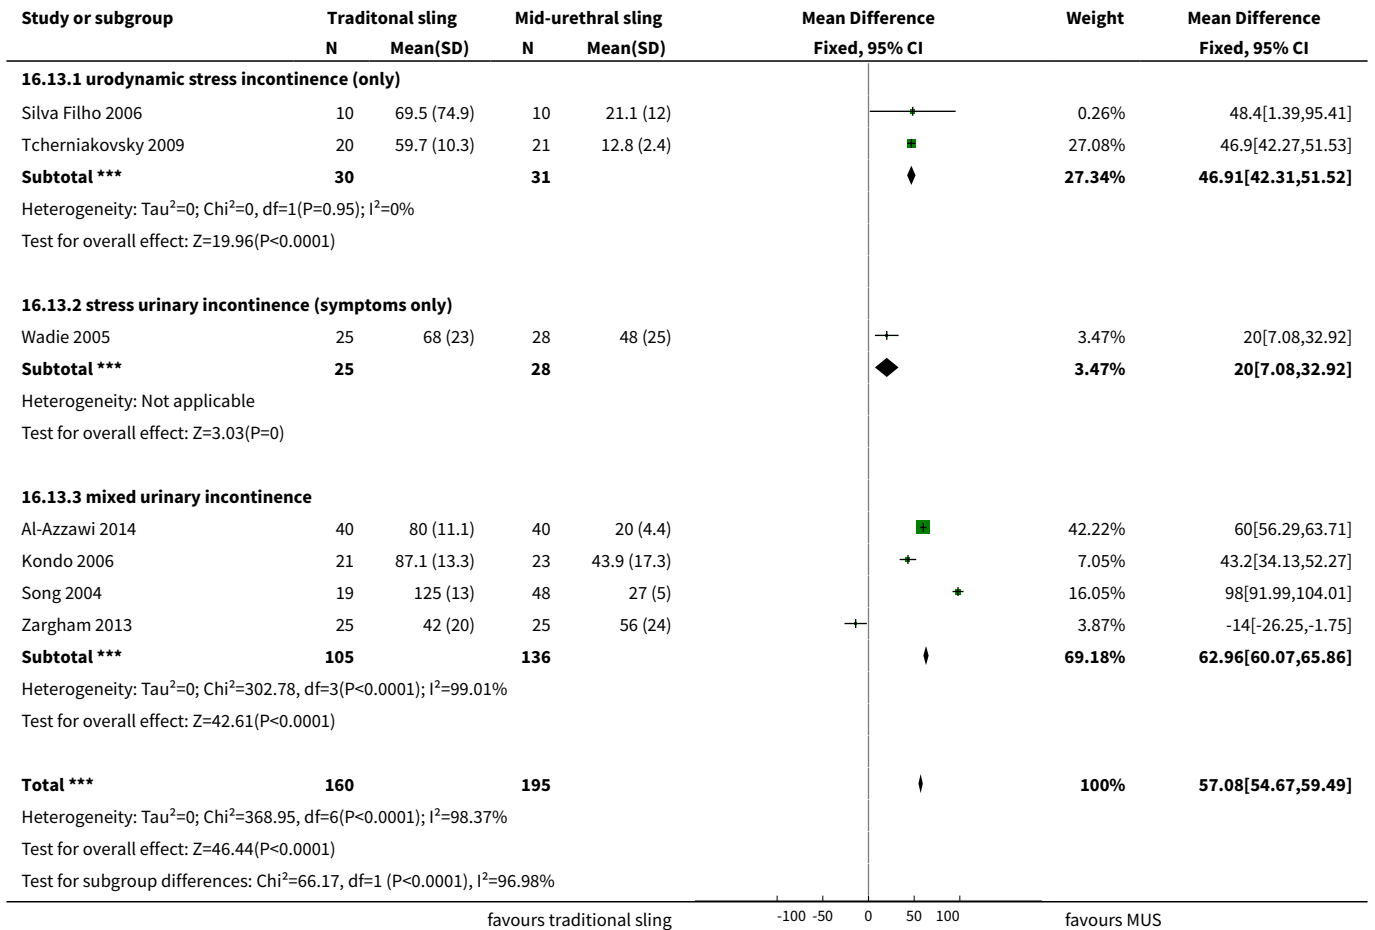 Study or subgroup Traditonal sling Mid-urethral sling Mean Difference Weight Mean Difference
N Mean(SD) N Mean(SD) Fixed, 95% CI Fixed, 95% CI
16.13.1 urodynamic stress incontinence (only)
Silva Filho 2006 10 69.5 (74.9) 10 21.1 (12) 0.26% 48.4[1.39,95.41]
Tcherniakovsky 2009 20 59.7 (10.3) 21 12.8 (2.4) 27.08% 46.9[42.27,51.53]
Subtotal *** 30 31 27.34% 46.91[42.31,51.52]
Heterogeneity: Tau²=0; Chi²=0, df=1(P=0.95); I²=0%
Test for overall effect: Z=19.96(P<0.0001)
16.13.2 stress urinary incontinence (symptoms only)
Wadie 2005 25 68 (23) 28 48 (25) 3.47% 20[7.08,32.92]
Subtotal *** 25 28 3.47% 20[7.08,32.92]
Heterogeneity: Not applicable
Test for overall effect: Z=3.03(P=0)
16.13.3 mixed urinary incontinence
Al-Azzawi 2014 40 80 (11.1) 40 20 (4.4) 42.22% 60[56.29,63.71]
Kondo 2006 21 87.1 (13.3) 23 43.9 (17.3) 7.05% 43.2[34.13,52.27]
Song 2004 19 125 (13) 48 27 (5) 16.05% 98[91.99,104.01]
Zargham 2013 25 42 (20) 25 56 (24) 3.87% -14[-26.25,-1.75]
Subtotal *** 105 136 69.18% 62.96[60.07,65.86]
Heterogeneity: Tau²=0; Chi²=302.78, df=3(P<0.0001); I²=99.01%
Test for overall effect: Z=42.61(P<0.0001)
Total *** 160 195 100% 57.08[54.67,59.49]
Heterogeneity: Tau²=0; Chi²=368.95, df=6(P<0.0001); I²=98.37%
Test for overall effect: Z=46.44(P<0.0001)
Test for subgroup differences: Chi²=66.17, df=1 (P<0.0001), I²=96.98%
favours traditional sling -100 -50 0 50 100 favours MUS